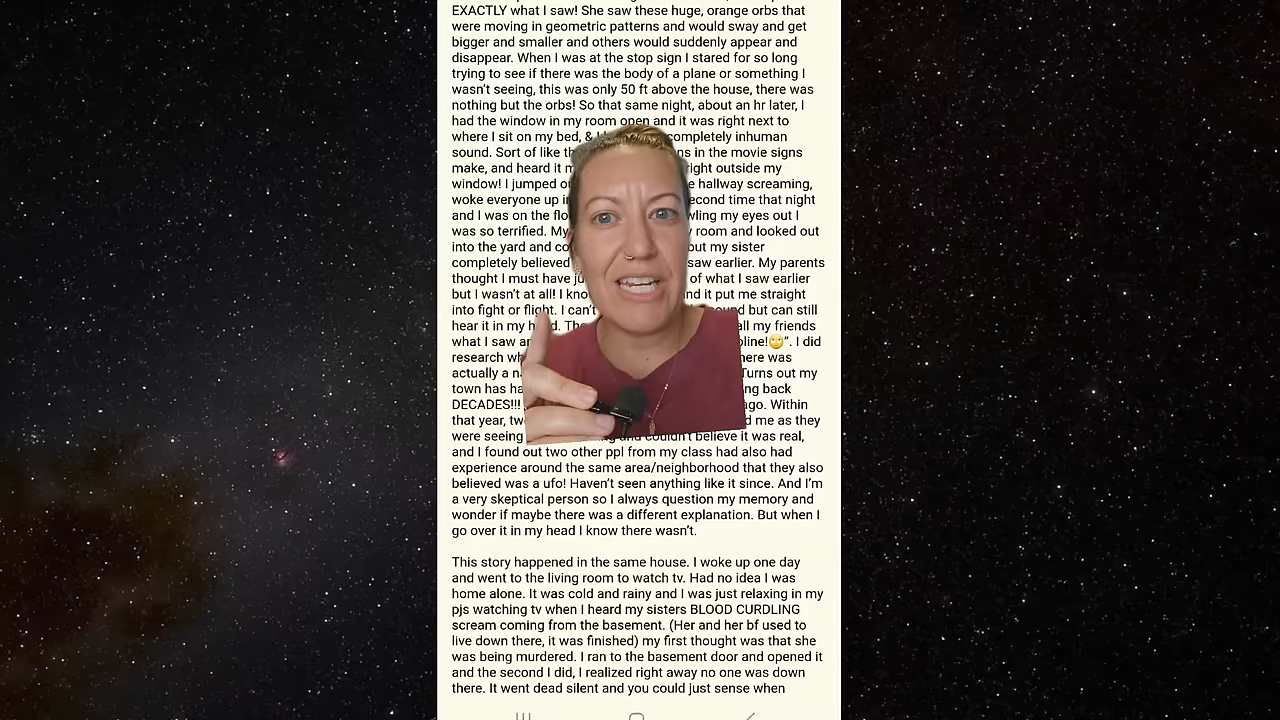 EXACTLY what I saw! She saw these huge, orange orbs that
were moving in geometric patterns and would sway and get
bigger and smaller and others would suddenly appear and
disappear. When I was at the stop sign I stared for so long
trying to see if there was the body of a plane or something I
wasn't seeing, this was only 50 ft above the house, there was
nothing but the orbs! So that same night, about an hr later, I
had the window in my room open and it was right next to
where I sit on my bed, & completely inhuman
sound. Sort of like in the movie signs
make, and heard it right outside my
window! I jumped hallway screaming,
woke everyone up second time that night
and I was on the my eyes out I
was so terrified. My room and looked out
into the yard and but my sister
completely believed saw earlier. My parents
thought I must have of what I saw earlier
but I wasn't at all! I and it put me straight
into fight or flight. I can't but can still
hear it in my all my friends
what I saw 🙄”. I did
research was
actually a Turns out my
town has back
DECADES!!! ago. Within
that year, me as they
were seeing and couldn't believe it was real,
and I found out two other ppl from my class had also had
experience around the same area/neighborhood that they also
believed was a ufo! Haven't seen anything like it since. And I'm
a very skeptical person so I always question my memory and
wonder if maybe there was a different explanation. But when I
go over it in my head I know there wasn't.
This story happened in the same house. I woke up one day
and went to the living room to watch tv. Had no idea I was
home alone. It was cold and rainy and I was just relaxing in my
pjs watching tv when I heard my sisters BLOOD CURDLING
scream coming from the basement. (Her and her bf used to
live down there, it was finished) my first thought was that she
was being murdered. I ran to the basement door and opened it
and the second I did, I realized right away no one was down
there. It went dead silent and you could just sense when